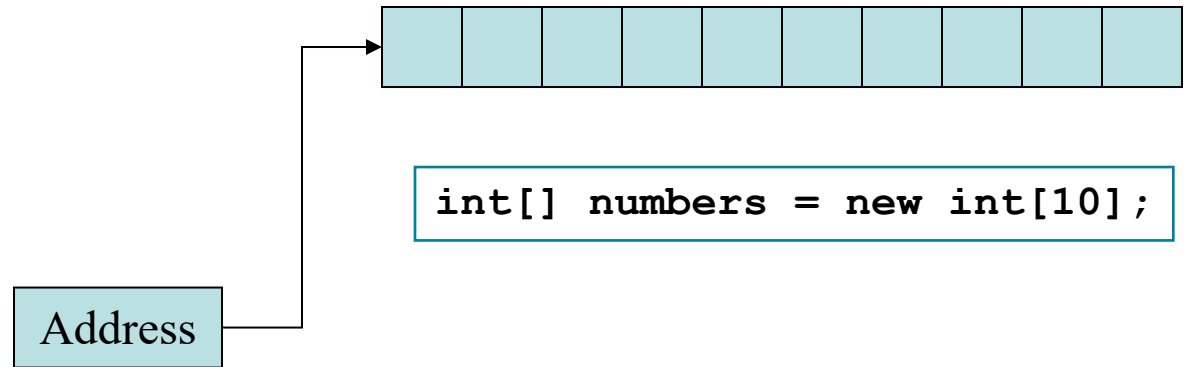 int[] numbers = new int[10];
Address